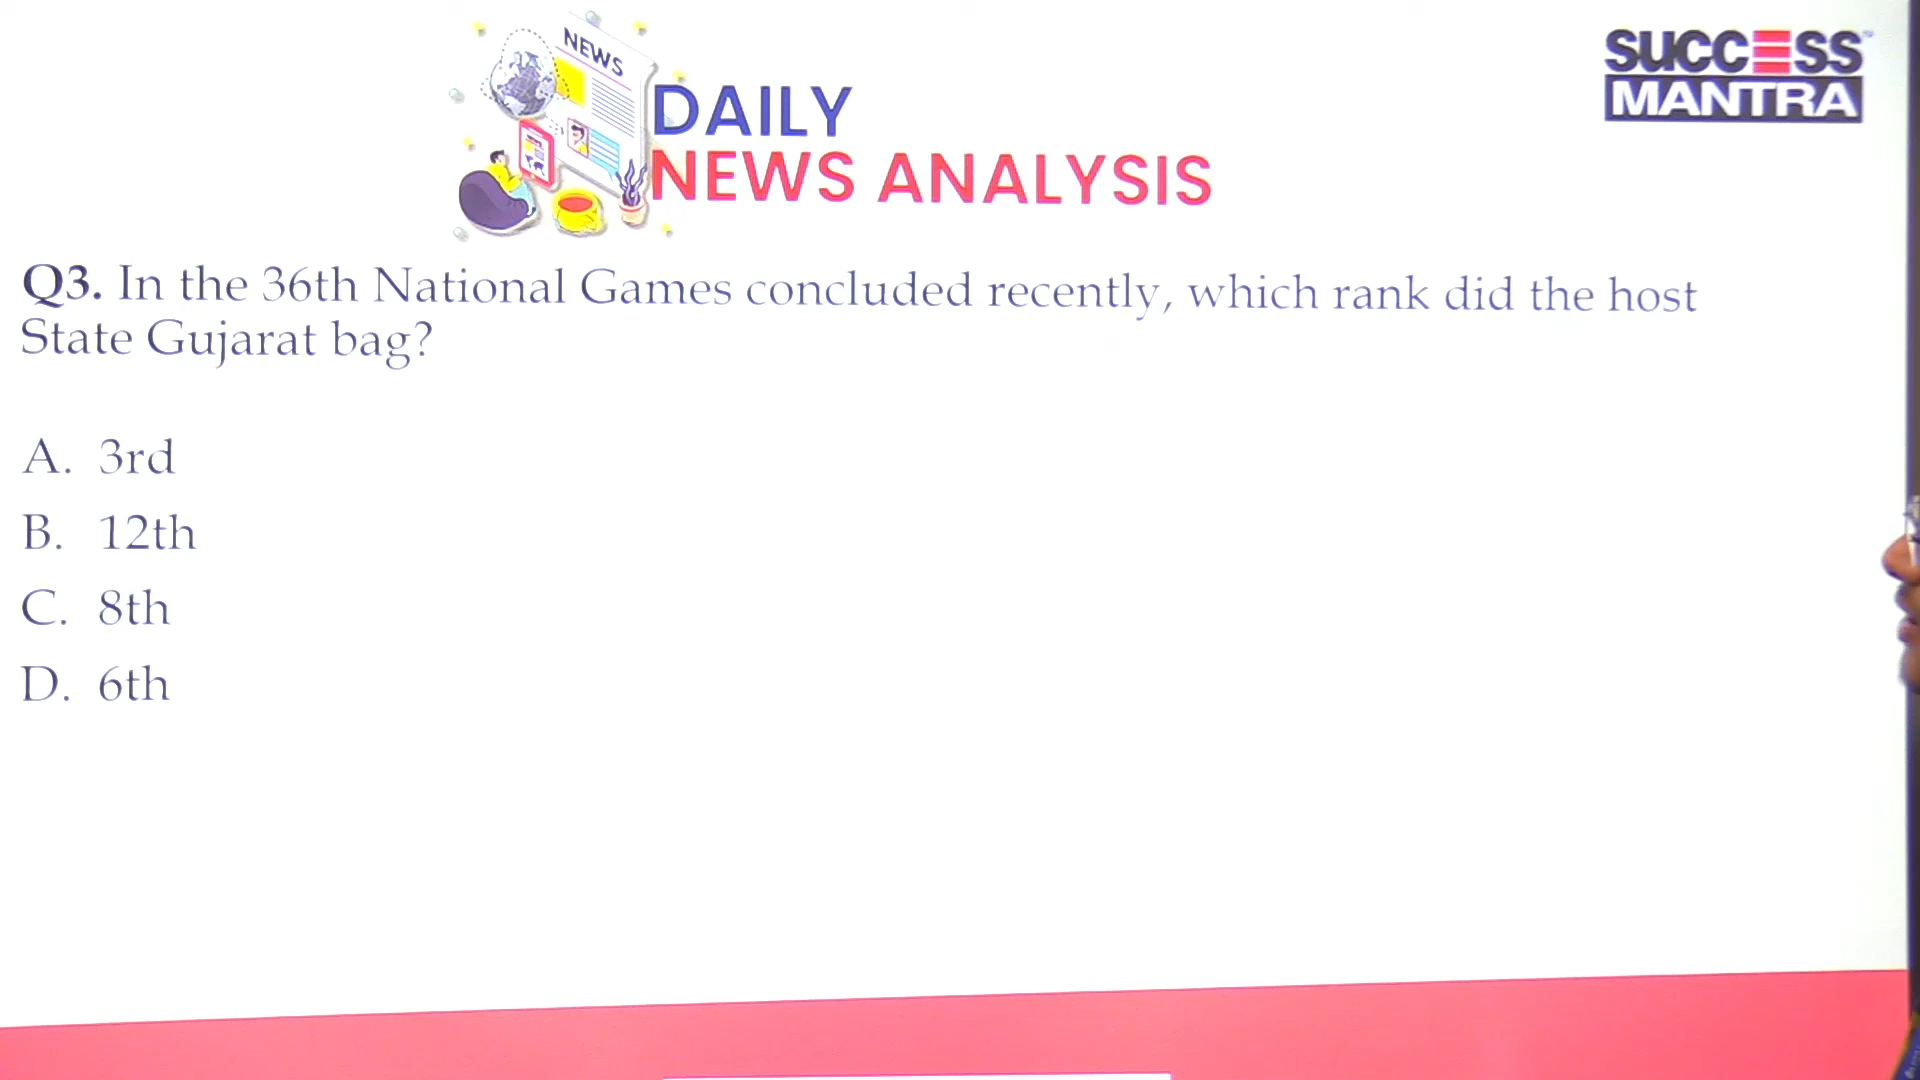 NEWS
DAILY
NEWS ANALYSIS
SUCCESS
MANTRA
Q3. In the 36th National Games concluded recently, which rank did the host
State Gujarat bag?
A. 3rd
B. 12th
C. 8th
D. 6th